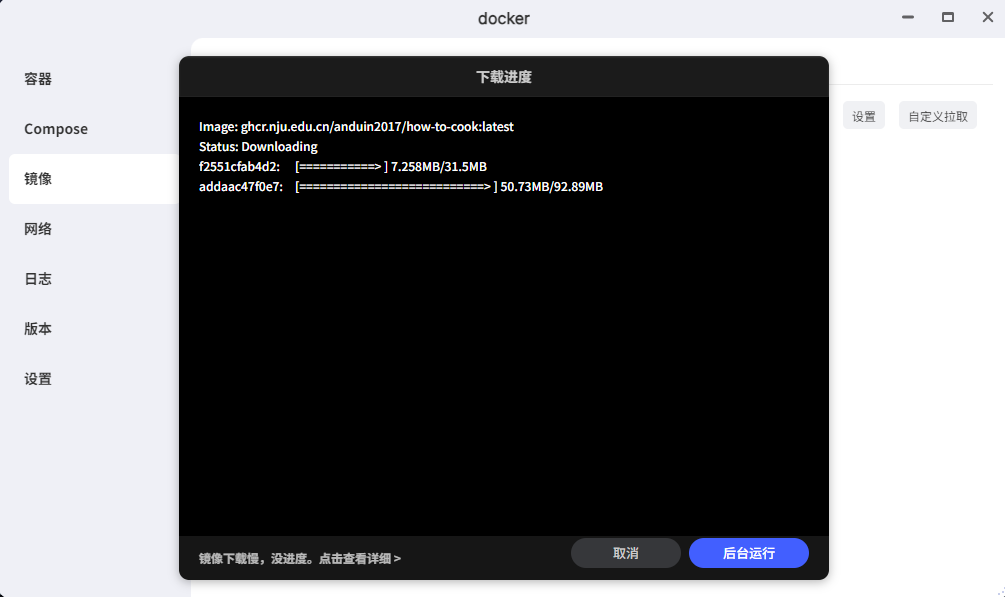 docker
容器
Compose
镜像
网络
日志
版本
设置
设置
自定义拉取
下载进度
Image: ghcr.nju.edu.cn/anduin2017/how-to-cook:latest
Status: Downloading
f2551cfab4d2: [===========> ] 7.258MB/31.5MB
addaac47f0e7: [===========================> ] 50.73MB/92.89MB
镜像下载慢，没进度。点击查看详细 >
取消
后台运行